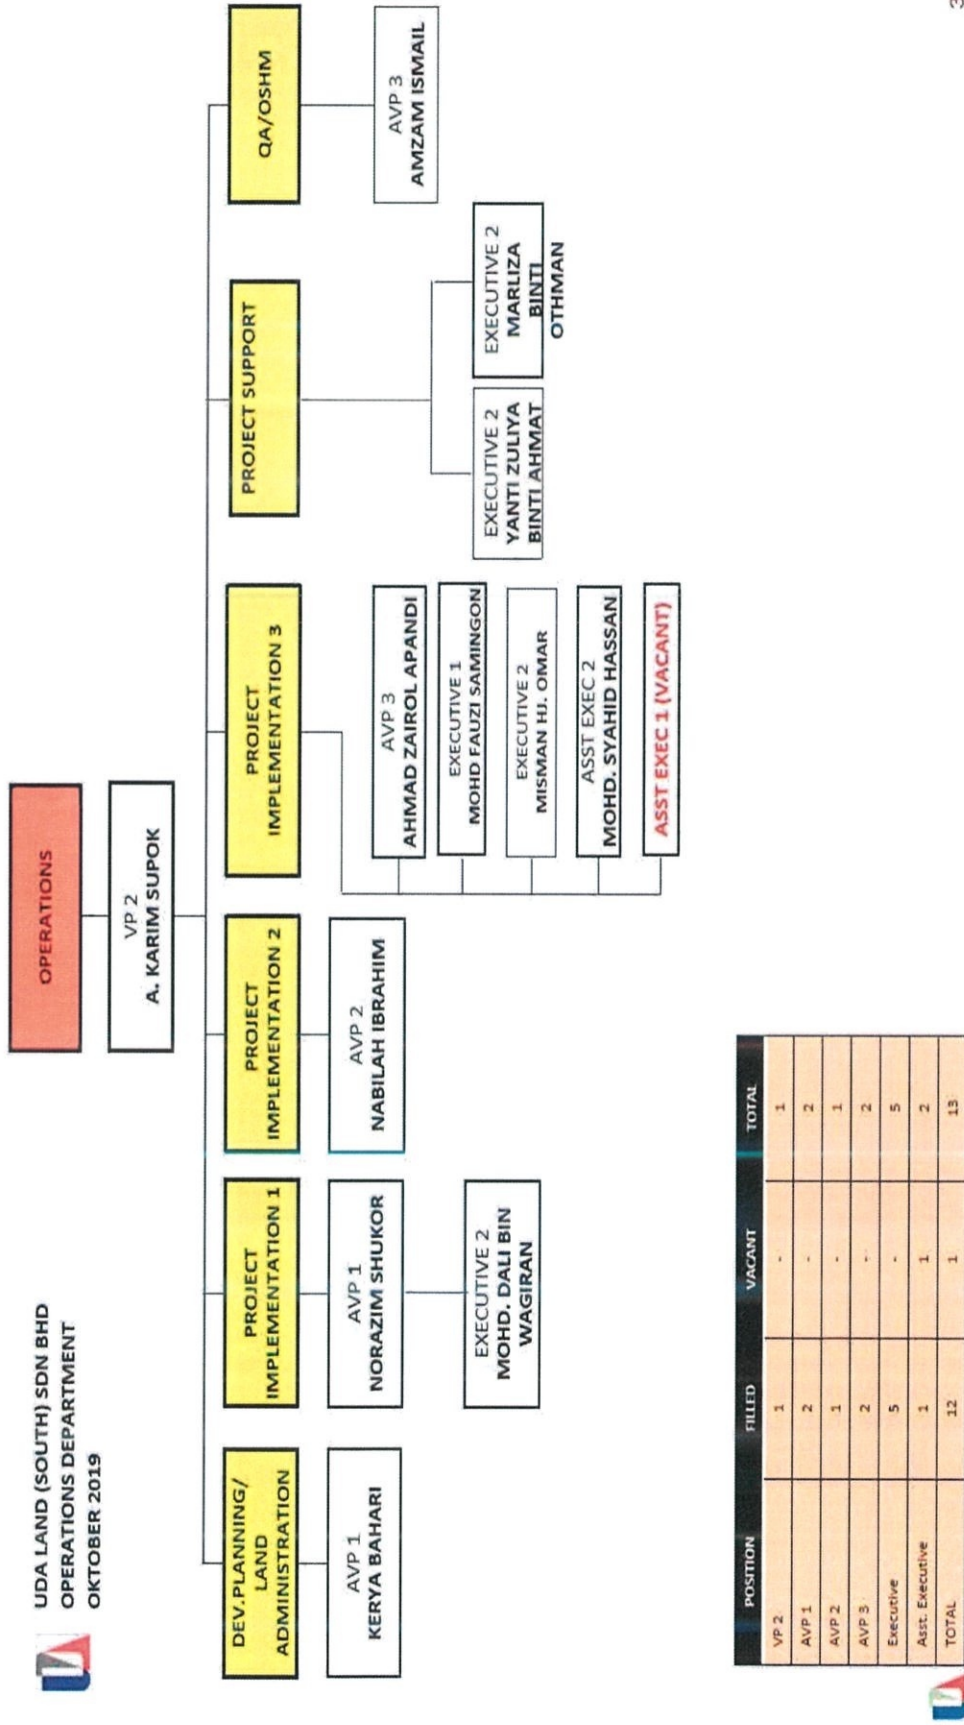 UDA LAND (SOUTH) SDN BHD
OPERATIONS DEPARTMENT
OKTOBER 2019
OPERATIONS
VP 2
A. KARIM SUPOK
DEV.PLANNING/
LAND
ADMINISTRATION
AVP 1
KERYA BAHARI
PROJECT
IMPLEMENTATION 1
AVP 1
NORAZIM SHUKOR
EXECUTIVE 2
MOHD. DALI BIN
WAGIRAN
PROJECT
IMPLEMENTATION 2
AVP 2
NABILAH IBRAHIM
PROJECT
IMPLEMENTATION 3
AVP 3
AHMAD ZAIROL APANDI
EXECUTIVE 1
MOHD FAUZI SAMINGON
EXECUTIVE 2
MISMAN HJ. OMAR
ASST EXEC 2
MOHD. SYAHID HASSAN
ASST EXEC 1 (VACANT)
PROJECT SUPPORT
EXECUTIVE 2
YANTI ZULIYA
BINTI AHMAT
EXECUTIVE 2
MARLIZA
BINTI
OTHMAN
QA/OSHM
AVP 3
AMZAM ISMAIL
POSITION FILLED VACANT TOTAL
VP 2 1 - 1
AVP 1 2 - 2
AVP 2 1 - 1
AVP 3 2 - 2
Executive 5 - 5
Asst. Executive 1 1 2
TOTAL 12 1 13